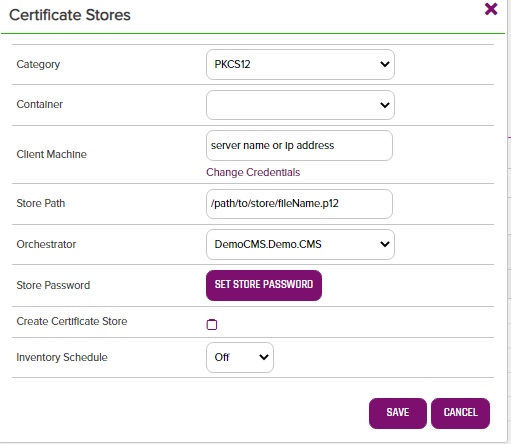 Certificate Stores
Category
PKCS12
Container
Client Machine
server name or ip address
Change Credentials
Store Path
/path/to/store/fileName.p12
Orchestrator
DemoCMS.Demo.CMS
Store Password
SET STORE PASSWORD
Create Certificate Store
Inventory Schedule
Off
SAVE
CANCEL